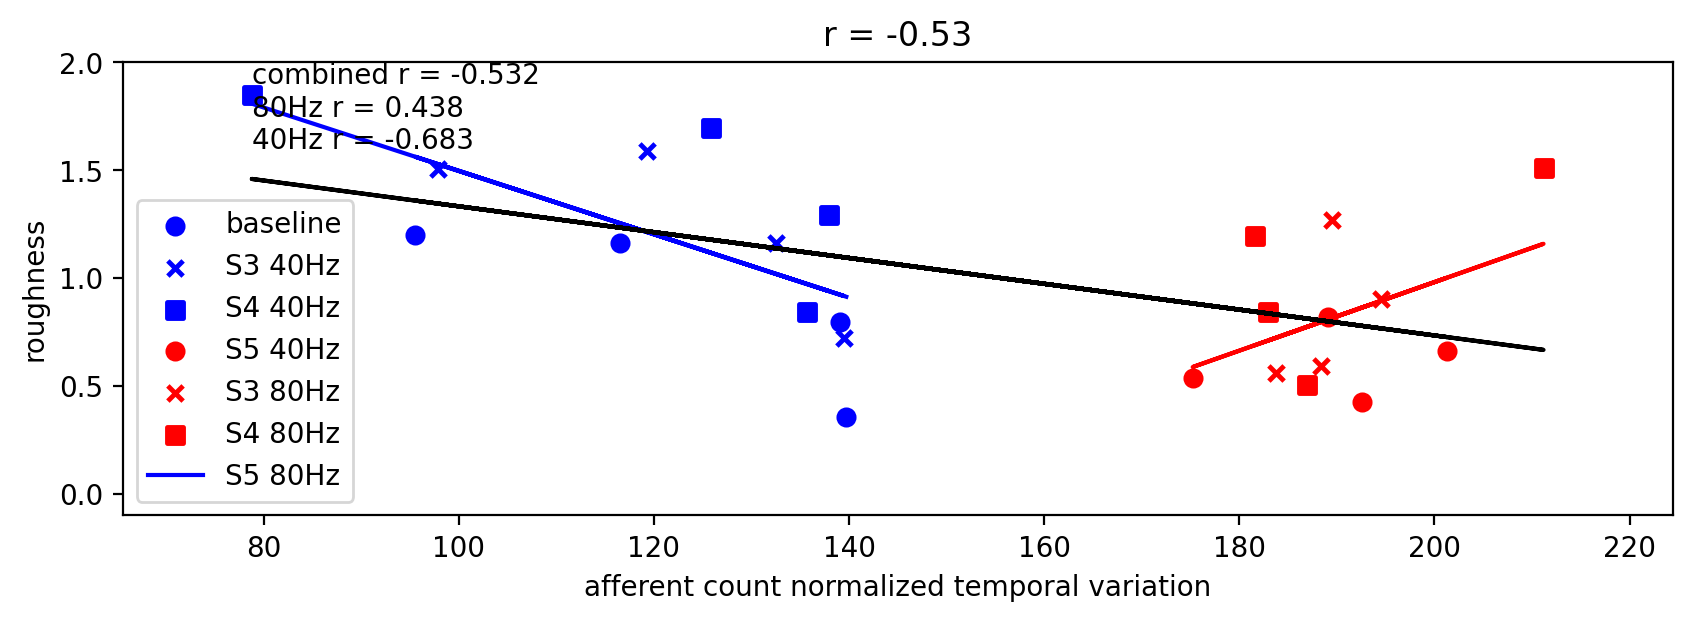 r = -0.53
combined r = -0.532
80Hz r = 0.438
40Hz r = -0.683
2.0
1.5
1.0
0.5
0.0
roughness
baseline
S3 40Hz
S4 40Hz
S5 40Hz
S3 80Hz
S4 80Hz
S5 80Hz
80 100 120 140 160 180 200 220
afferent count normalized temporal variation